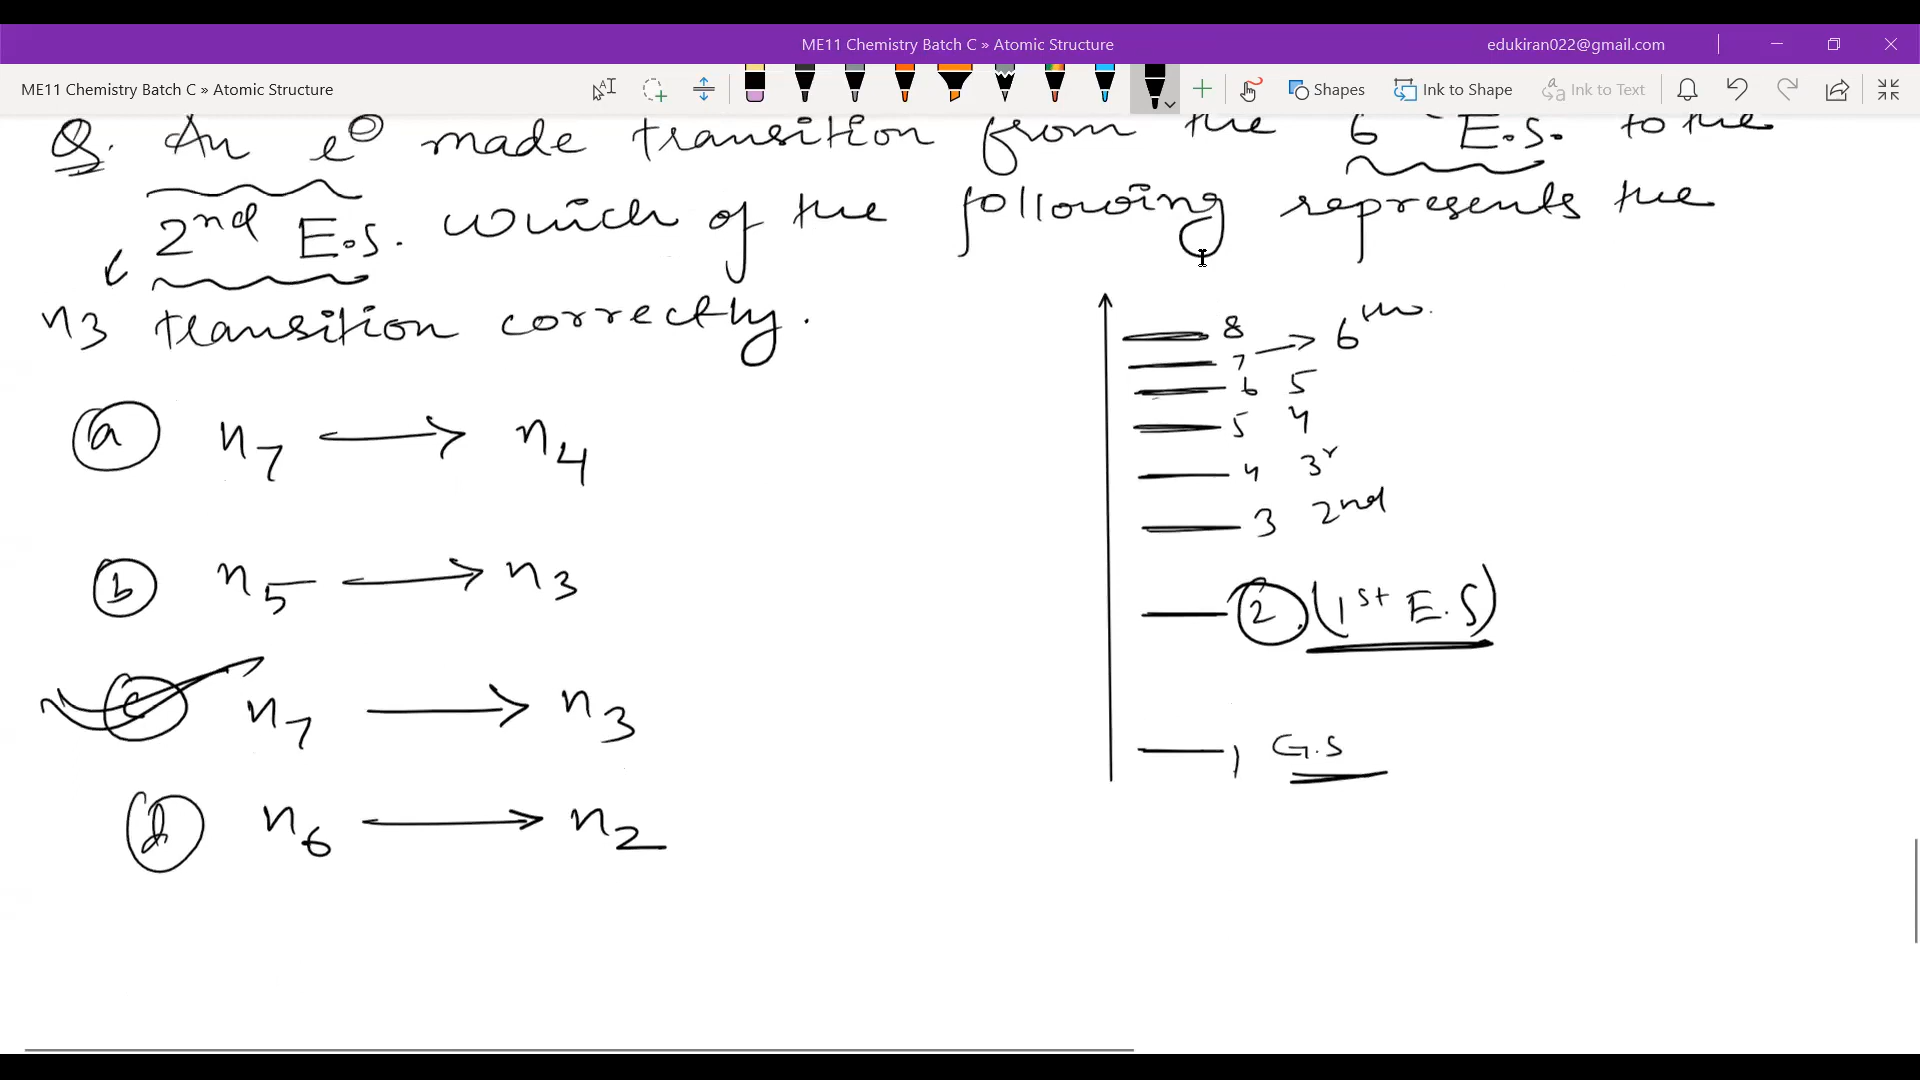 ME11 Chemistry Batch C » Atomic Structure
edukiran022@gmail.com
ME11 Chemistry Batch C » Atomic Structure
Shapes
Ink to Shape
Ink to Text
Q. An e⊖ made transition from the 6 E.S. to the
2nd E.S. which of the following represents the
n3 transition correctly.
8
7 → 6th
6 5
5 4
4 3r
3 2nd
2 (1st E.S)
1 G.S
(a) n7 → n4
(b) n5 → n3
(c) n7 → n3
(d) n6 → n2